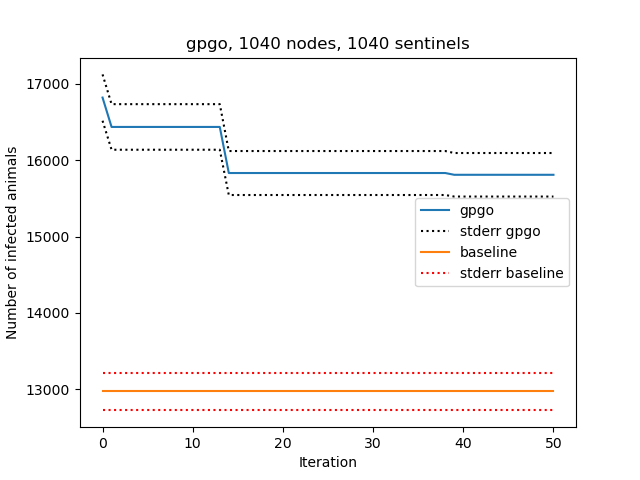 gpgo, 1040 nodes, 1040 sentinels
Number of infected animals
17000
16000
15000
14000
13000
gpgo
stderr gpgo
baseline
stderr baseline
0 10 20 30 40 50
Iteration